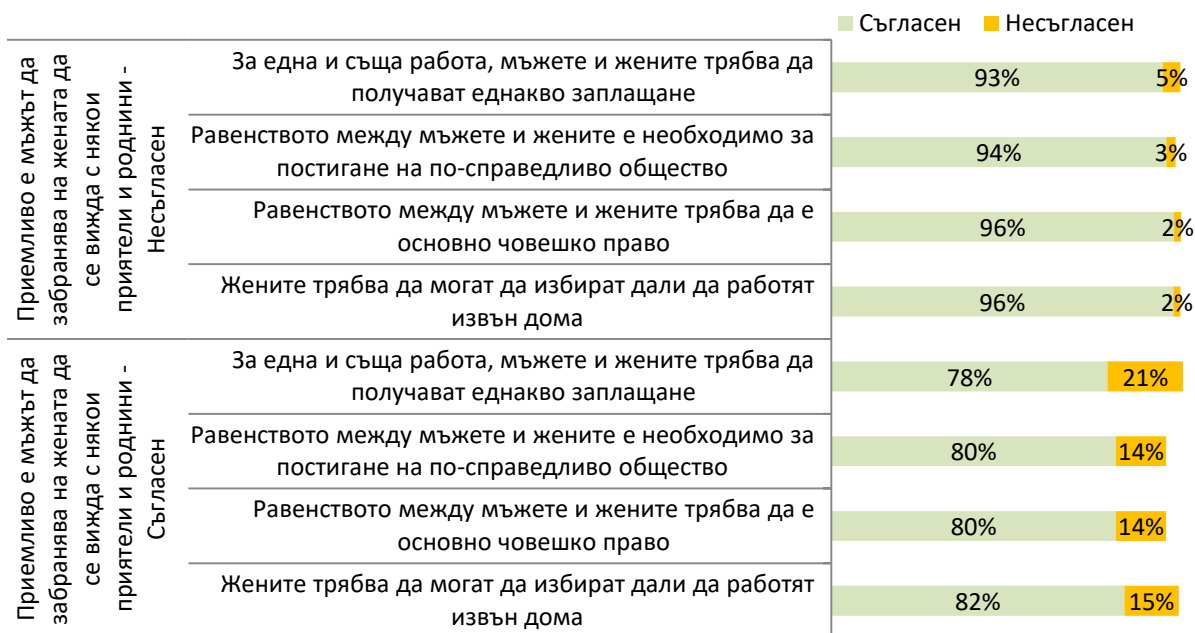 Съгласен Несъгласен
Приемливо е мъжът да
забранява на жената да
се вижда с някои
приятели и роднини -
Несъгласен
За една и съща работа, мъжете и жените трябва да
получават еднакво заплащане
93% 5%
Равенството между мъжете и жените е необходимо за
постигане на по-справедливо общество
94% 3%
Равенството между мъжете и жените трябва да е
основно човешко право
96% 2%
Жените трябва да могат да избират дали да работят
извън дома
96% 2%
Приемливо е мъжът да
забранява на жената да
се вижда с някои
приятели и роднини -
Съгласен
За една и съща работа, мъжете и жените трябва да
получават еднакво заплащане
78% 21%
Равенството между мъжете и жените е необходимо за
постигане на по-справедливо общество
80% 14%
Равенството между мъжете и жените трябва да е
основно човешко право
80% 14%
Жените трябва да могат да избират дали да работят
извън дома
82% 15%